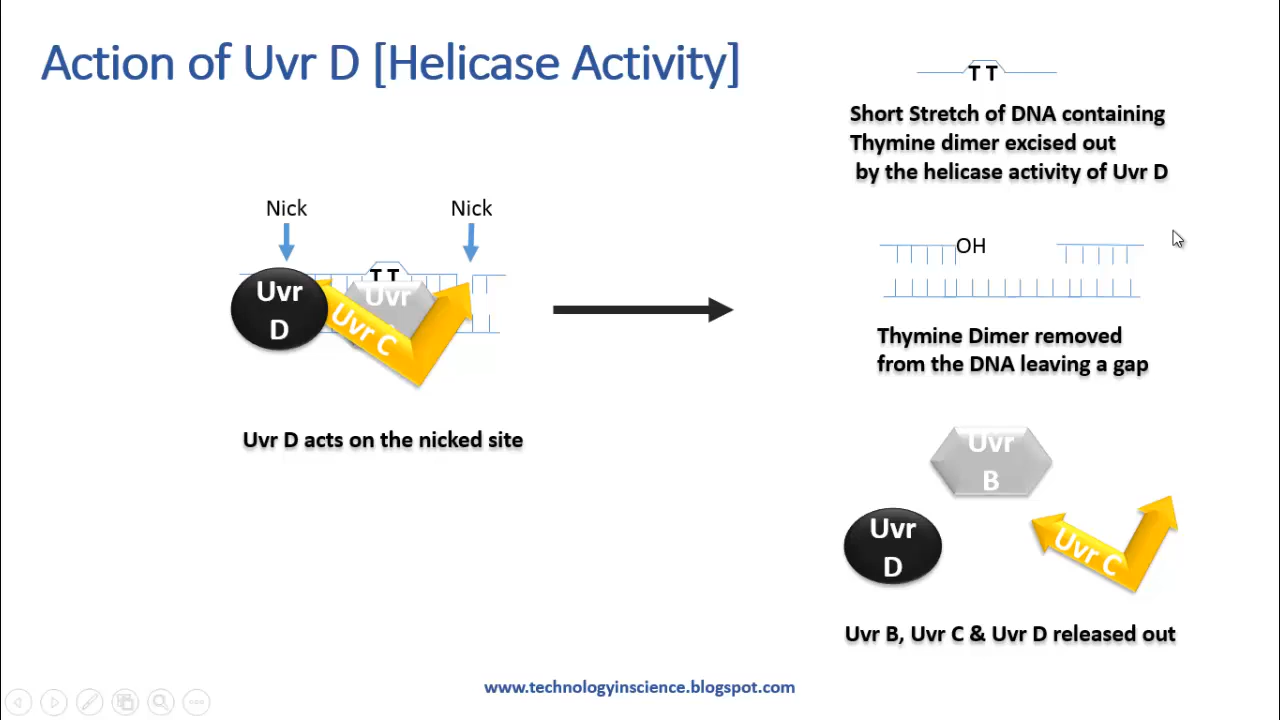 Action of Uvr D [Helicase Activity]
T T
Short Stretch of DNA containing
Thymine dimer excised out
by the helicase activity of Uvr D
Nick
Nick
T T
Uvr
D
Uvr
Uvr C
OH
Thymine Dimer removed
from the DNA leaving a gap
Uvr D acts on the nicked site
Uvr
B
Uvr
D
Uvr C
Uvr B, Uvr C & Uvr D released out
www.technologyinscience.blogspot.com